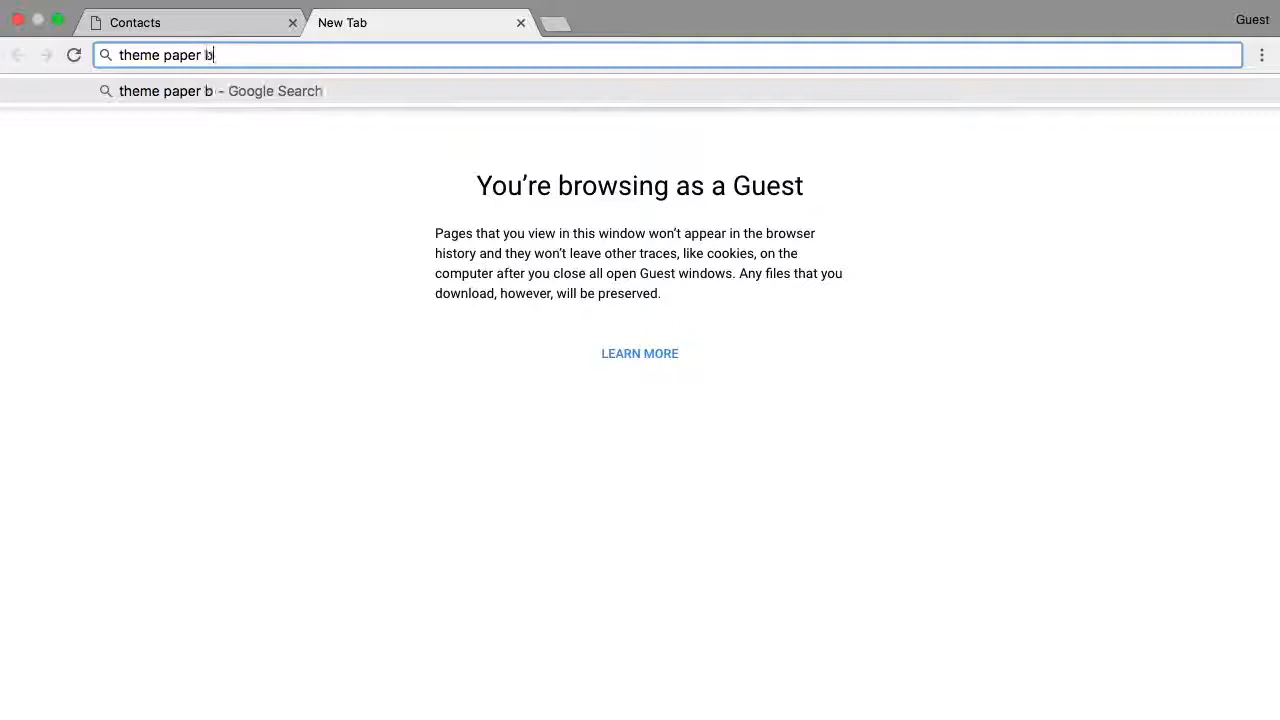 Contacts
New Tab
Guest
theme paper b
theme paper b - Google Search
You’re browsing as a Guest
Pages that you view in this window won’t appear in the browser
history and they won’t leave other traces, like cookies, on the
computer after you close all open Guest windows. Any files that you
download, however, will be preserved.
LEARN MORE